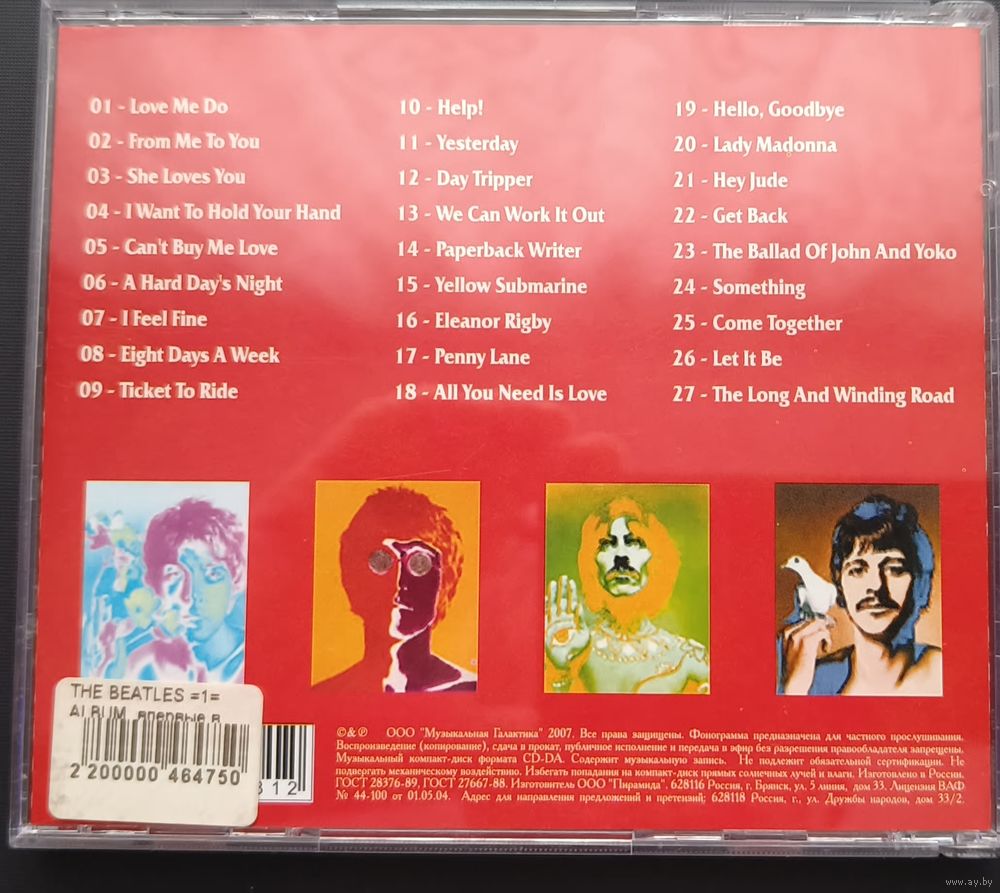 01 - Love Me Do
02 - From Me To You
03 - She Loves You
04 - I Want To Hold Your Hand
05 - Can't Buy Me Love
06 - A Hard Day's Night
07 - I Feel Fine
08 - Eight Days A Week
09 - Ticket To Ride
10 - Help!
11 - Yesterday
12 - Day Tripper
13 - We Can Work It Out
14 - Paperback Writer
15 - Yellow Submarine
16 - Eleanor Rigby
17 - Penny Lane
18 - All You Need Is Love
19 - Hello, Goodbye
20 - Lady Madonna
21 - Hey Jude
22 - Get Back
23 - The Ballad Of John And Yoko
24 - Something
25 - Come Together
26 - Let It Be
27 - The Long And Winding Road
THE BEATLES =1=
ALBUM впервые в
2 200000 464750
812
©&℗ ООО "Музыкальная Галактика" 2007. Все права защищены. Фонограмма предназначена для частного прослушивания.
Воспроизведение (копирование), сдача в прокат, публичное исполнение и передача в эфир без разрешения правообладателя запрещены.
Музыкальный компакт-диск формата CD-DA. Содержит музыкальную запись. Не подлежит обязательной сертификации. Не
подвергать механическому воздействию. Избегать попадания на компакт-диск прямых солнечных лучей и влаги. Изготовлено в России.
ГОСТ 28376-89, ГОСТ 27667-88. Изготовитель ООО "Пирамида". 628116 Россия, г. Брянск, ул. 5 линия, дом 33. Лицензия ВАФ
№ 44-100 от 01.05.04. Адрес для направления предложений и претензий: 628118 Россия, г., ул. Дружбы народов, дом 33/2.
www.ay.by